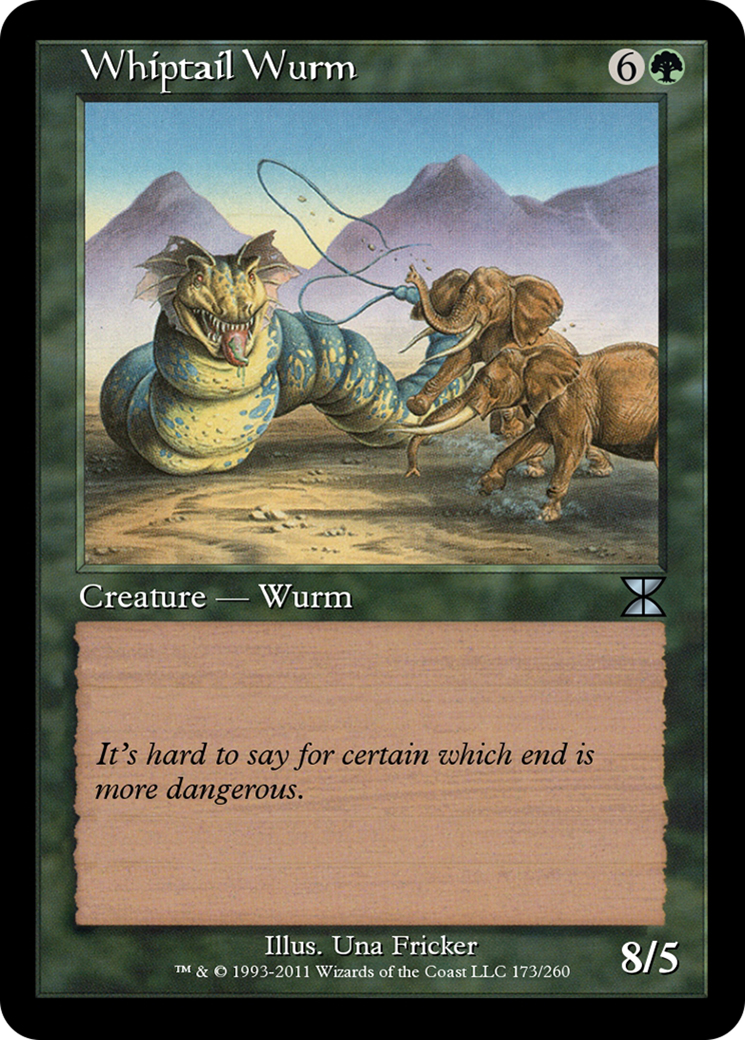 Whiptail Wurm 6
Creature — Wurm
It's hard to say for certain which end is
more dangerous.
Illus. Una Fricker
™ & © 1993-2011 Wizards of the Coast LLC 173/260
8/5